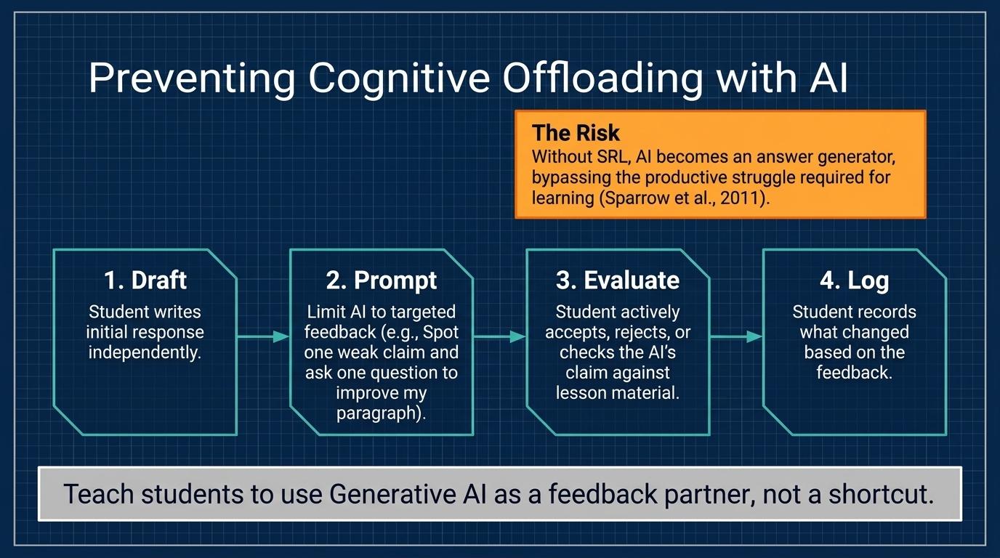 Preventing Cognitive Offloading with AI
The Risk
Without SRL, AI becomes an answer generator,
bypassing the productive struggle required for
learning (Sparrow et al., 2011).
1. Draft
Student writes
initial response
independently.
2. Prompt
Limit AI to targeted
feedback (e.g., Spot
one weak claim and
ask one question to
improve my
paragraph).
3. Evaluate
Student actively
accepts, rejects, or
checks the AI’s
claim against
lesson material.
4. Log
Student records
what changed
based on the
feedback.
Teach students to use Generative AI as a feedback partner, not a shortcut.